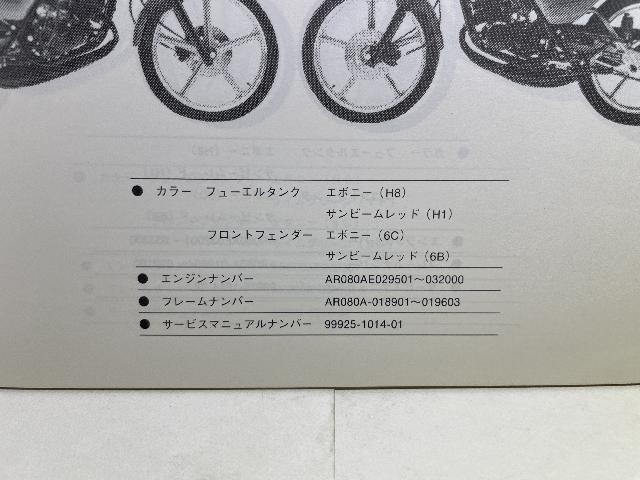 ● カラー フューエルタンク エボニー（H8）
サンビームレッド（H1）
フロントフェンダー エボニー（6C）
サンビームレッド（6B）
● エンジンナンバー AR080AE029501～032000
● フレームナンバー AR080A-018901～019603
● サービスマニュアルナンバー 99925-1014-01